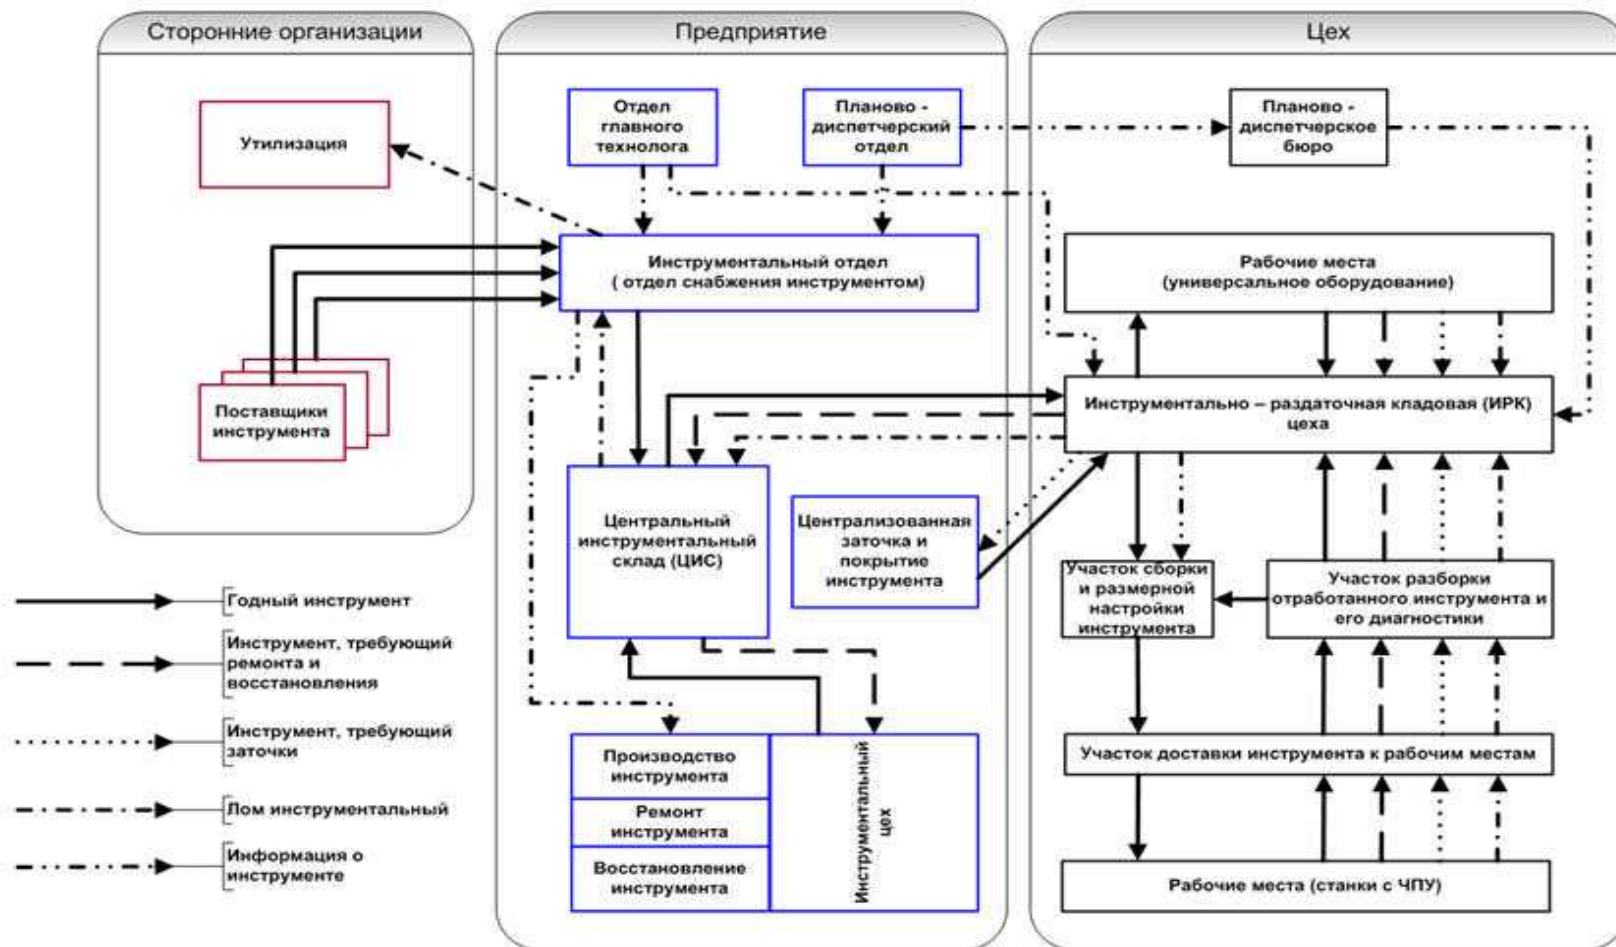 Сторонние организации
Утилизация
Поставщики
инструмента
Предприятие
Отдел
главного
технолога
Планово -
диспетчерский
отдел
Инструментальный отдел
( отдел снабжения инструментом)
Центральный
инструментальный
склад (ЦИС)
Централизованная
заточка и
покрытие
инструмента
Производство
инструмента
Ремонт
инструмента
Восстановление
инструмента
Инструментальный
цех
Цех
Планово -
диспетчерское
бюро
Рабочие места
(универсальное оборудование)
Инструментально – раздаточная кладовая (ИРК)
цеха
Участок сборки
и размерной
настройки
инструмента
Участок разборки
отработанного инструмента и
его диагностики
Участок доставки инструмента к рабочим местам
Рабочие места (станки с ЧПУ)
Годный инструмент
Инструмент, требующий
ремонта и
восстановления
Инструмент, требующий
заточки
Лом инструментальный
Информация о
инструменте